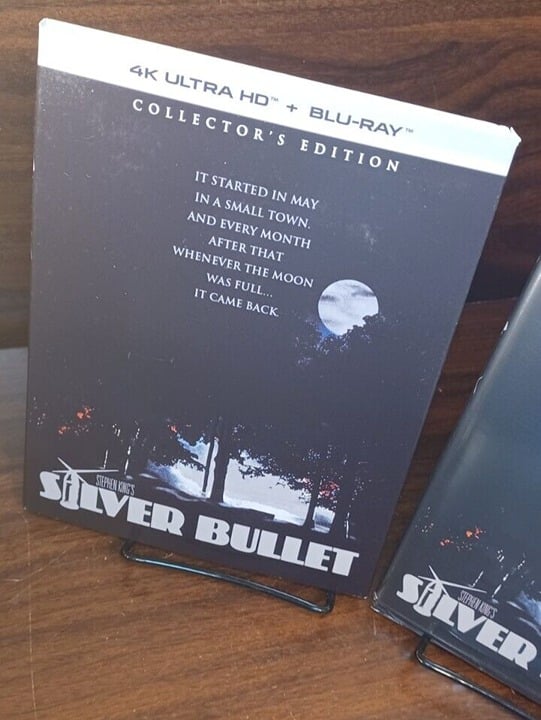 4K ULTRA HD™ + BLU-RAY™
COLLECTOR'S EDITION
IT STARTED IN MAY
IN A SMALL TOWN.
AND EVERY MONTH
AFTER THAT
WHENEVER THE MOON
WAS FULL...
IT CAME BACK
STEPHEN KING'S
SILVER BULLET
STEPHEN KING'S
SILVER